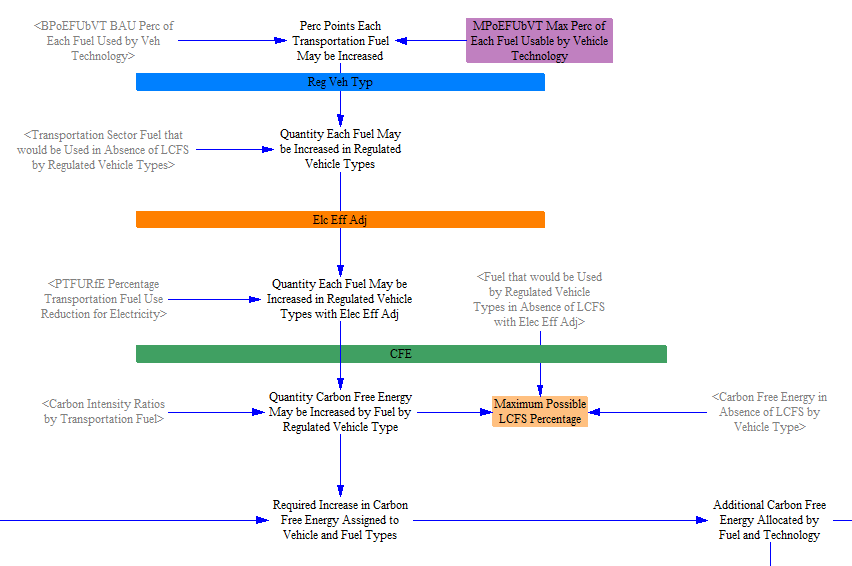 <BPoEFUbVT BAU Perc of
Each Fuel Used by Veh
Technology>
Perc Points Each
Transportation Fuel
May be Increased
MPoEFUbVT Max Perc of
Each Fuel Usable by Vehicle
Technology
Reg Veh Typ
<Transportation Sector Fuel that
would be Used in Absence of LCFS
by Regulated Vehicle Types>
Quantity Each Fuel May
be Increased in Regulated
Vehicle Types
Elc Eff Adj
<PTFURfE Percentage
Transportation Fuel Use
Reduction for Electricity>
Quantity Each Fuel May be
Increased in Regulated Vehicle
Types with Elec Eff Adj
<Fuel that would be Used
by Regulated Vehicle
Types in Absence of LCFS
with Elec Eff Adj>
CFE
<Carbon Intensity Ratios
by Transportation Fuel>
Quantity Carbon Free Energy
May be Increased by Fuel by
Regulated Vehicle Type
Maximum Possible
LCFS Percentage
<Carbon Free Energy in
Absence of LCFS by
Vehicle Type>
Required Increase in Carbon
Free Energy Assigned to
Vehicle and Fuel Types
Additional Carbon Free
Energy Allocated by
Fuel and Technology